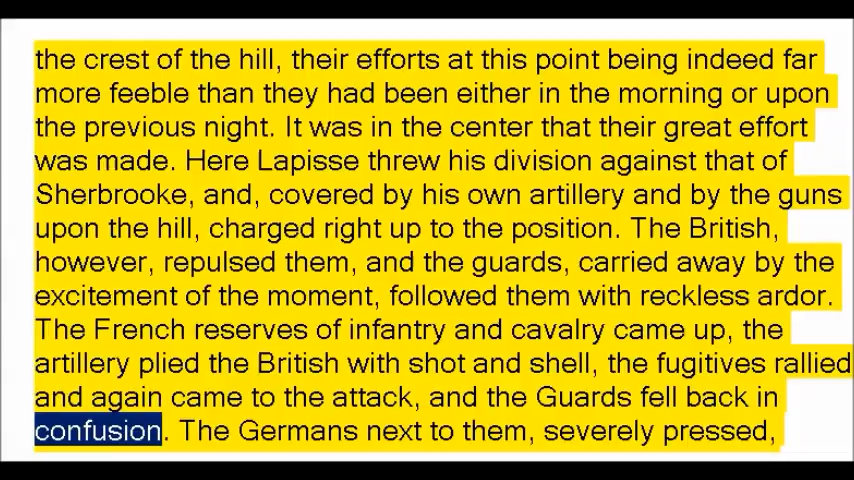 the crest of the hill, their efforts at this point being indeed far
more feeble than they had been either in the morning or upon
the previous night. It was in the center that their great effort
was made. Here Lapisse threw his division against that of
Sherbrooke, and, covered by his own artillery and by the guns
upon the hill, charged right up to the position. The British,
however, repulsed them, and the guards, carried away by the
excitement of the moment, followed them with reckless ardor.
The French reserves of infantry and cavalry came up, the
artillery plied the British with shot and shell, the fugitives rallied
and again came to the attack, and the Guards fell back in
confusion. The Germans next to them, severely pressed,